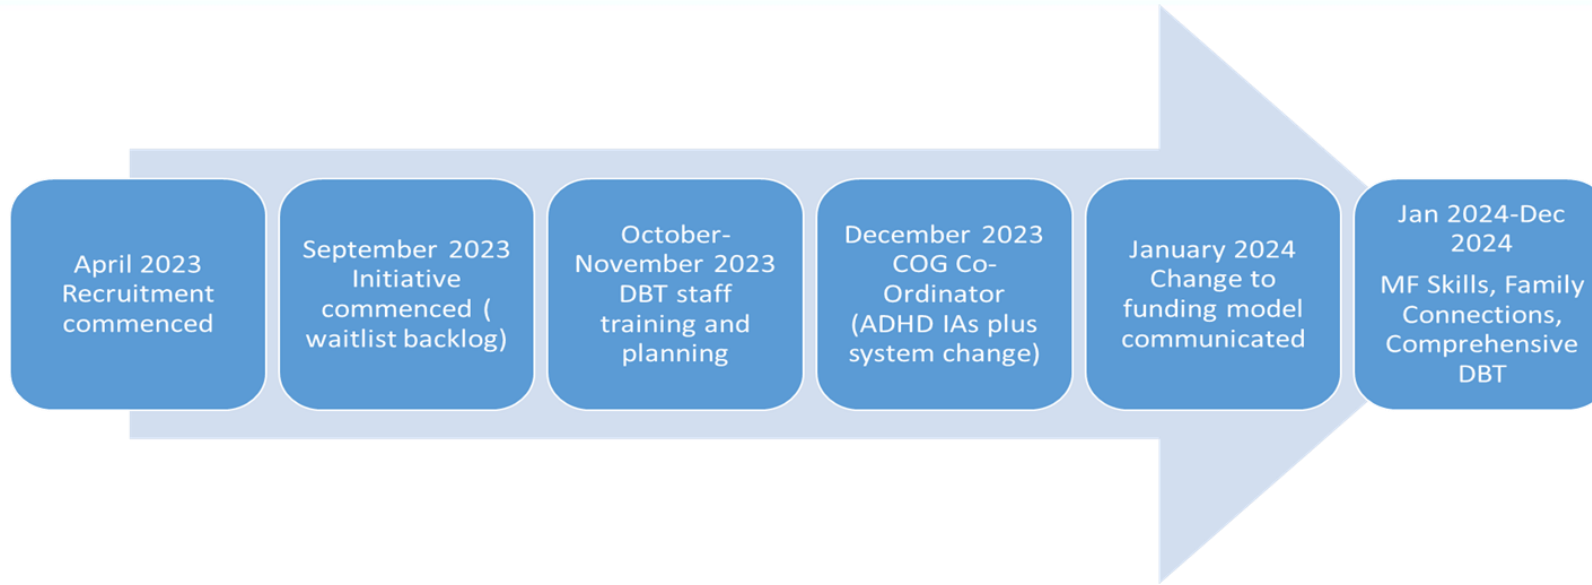 April 2023
Recruitment
commenced
September 2023
Initiative
commenced (
waitlist backlog)
October-
November 2023
DBT staff
training and
planning
December 2023
COG Co-
Ordinator
(ADHD IAs plus
system change)
January 2024
Change to
funding model
communicated
Jan 2024-Dec
2024
MF Skills, Family
Connections,
Comprehensive
DBT